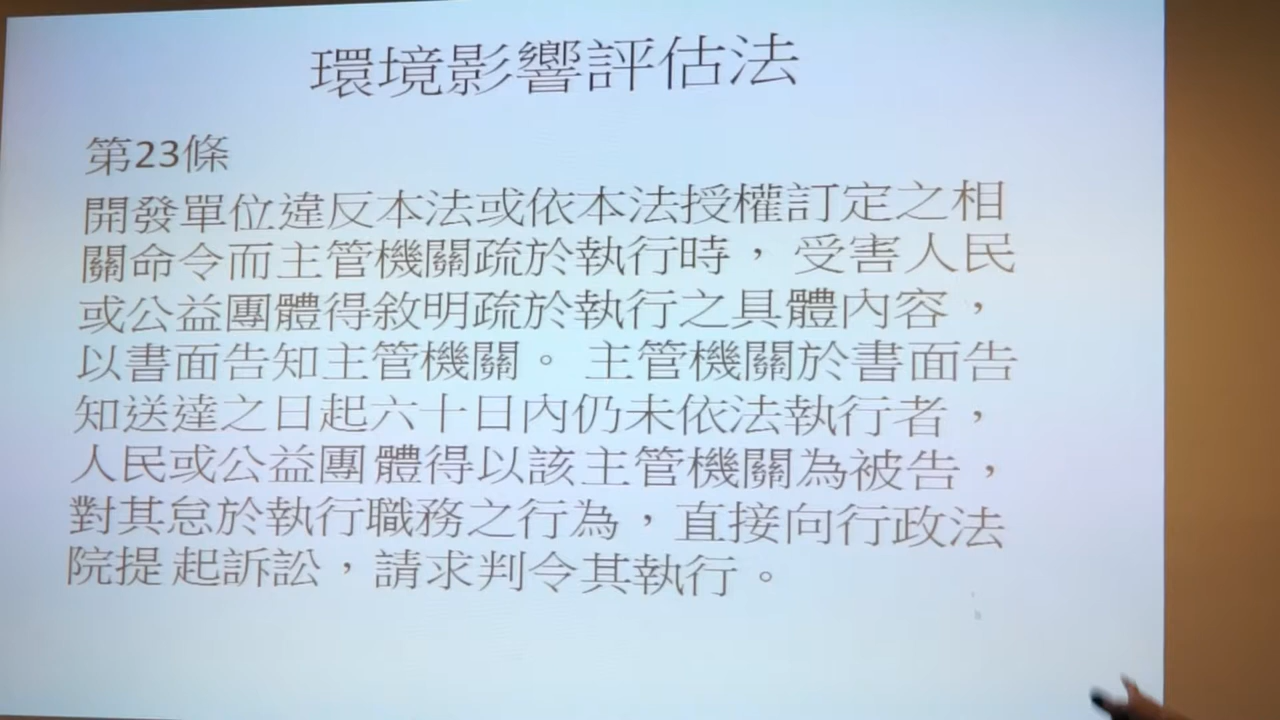 環境影響評估法
第23條
開發單位違反本法或依本法授權訂定之相
關命令而主管機關疏於執行時，受害人民
或公益團體得敘明疏於執行之具體內容，
以書面告知主管機關。主管機關於書面告
知送達之日起六十日內仍未依法執行者，
人民或公益團體得以該主管機關為被告，
對其怠於執行職務之行為，直接向行政法
院提起訴訟，請求判令其執行。